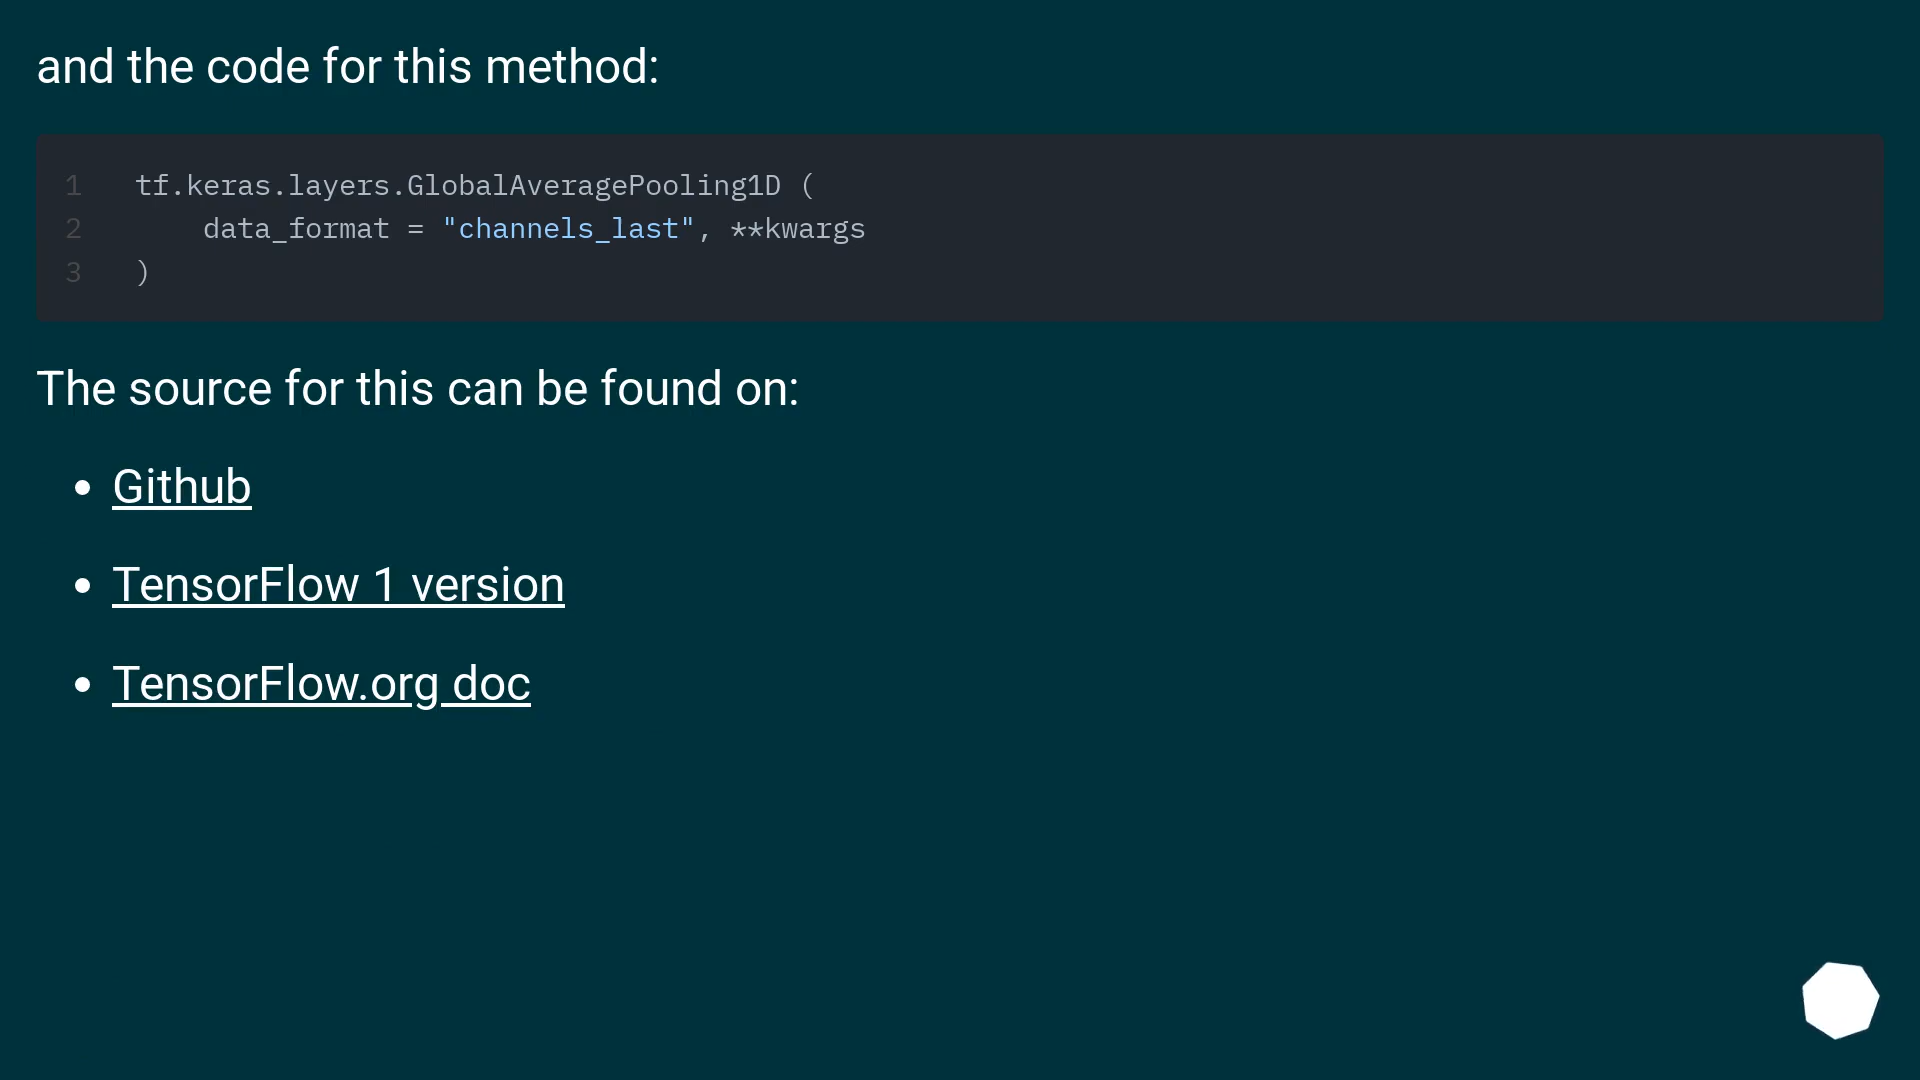 and the code for this method:
1 tf.keras.layers.GlobalAveragePooling1D (
2 data_format = "channels_last", **kwargs
3 )
The source for this can be found on:
• Github
• TensorFlow 1 version
• TensorFlow.org doc